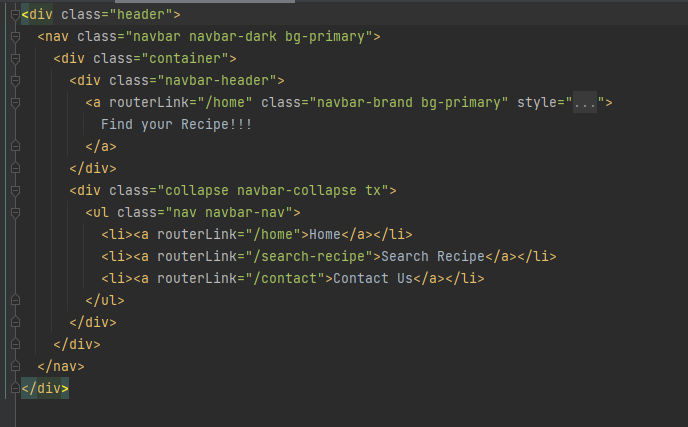 <div class="header">
<nav class="navbar navbar-dark bg-primary">
<div class="container">
<div class="navbar-header">
<a routerLink="/home" class="navbar-brand bg-primary" style="...">
Find your Recipe!!!
</a>
</div>
<div class="collapse navbar-collapse tx">
<ul class="nav navbar-nav">
<li><a routerLink="/home">Home</a></li>
<li><a routerLink="/search-recipe">Search Recipe</a></li>
<li><a routerLink="/contact">Contact Us</a></li>
</ul>
</div>
</div>
</nav>
</div>